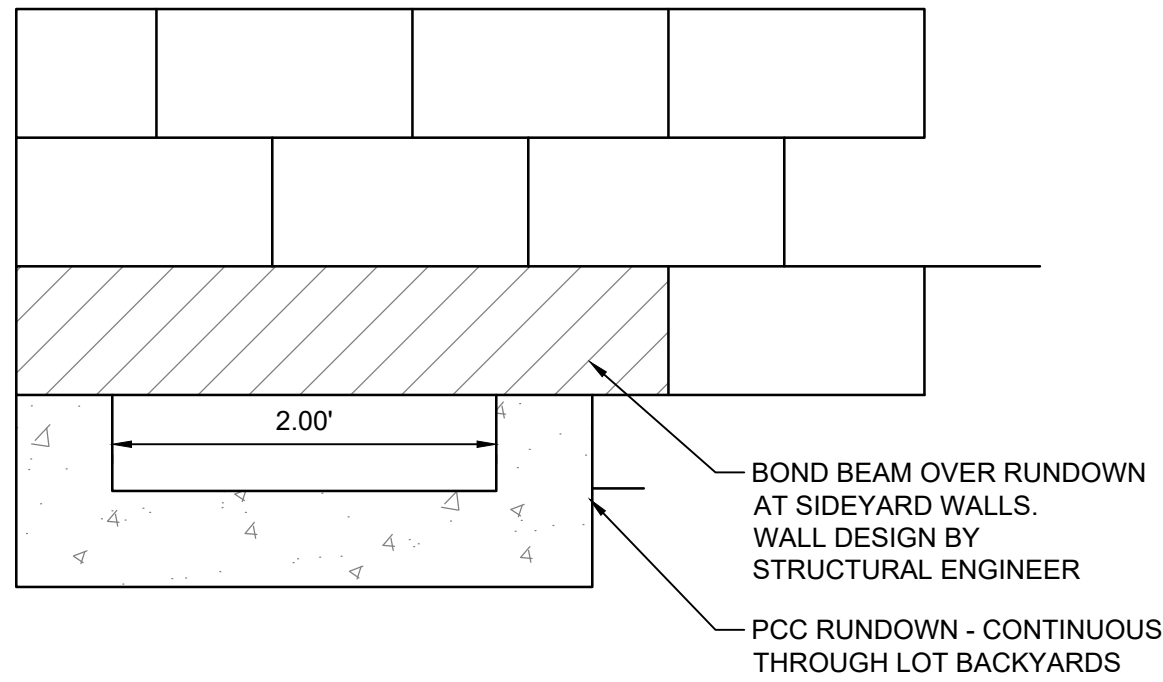 2.00'
BOND BEAM OVER RUNDOWN
AT SIDEYARD WALLS.
WALL DESIGN BY
STRUCTURAL ENGINEER
PCC RUNDOWN - CONTINUOUS
THROUGH LOT BACKYARDS